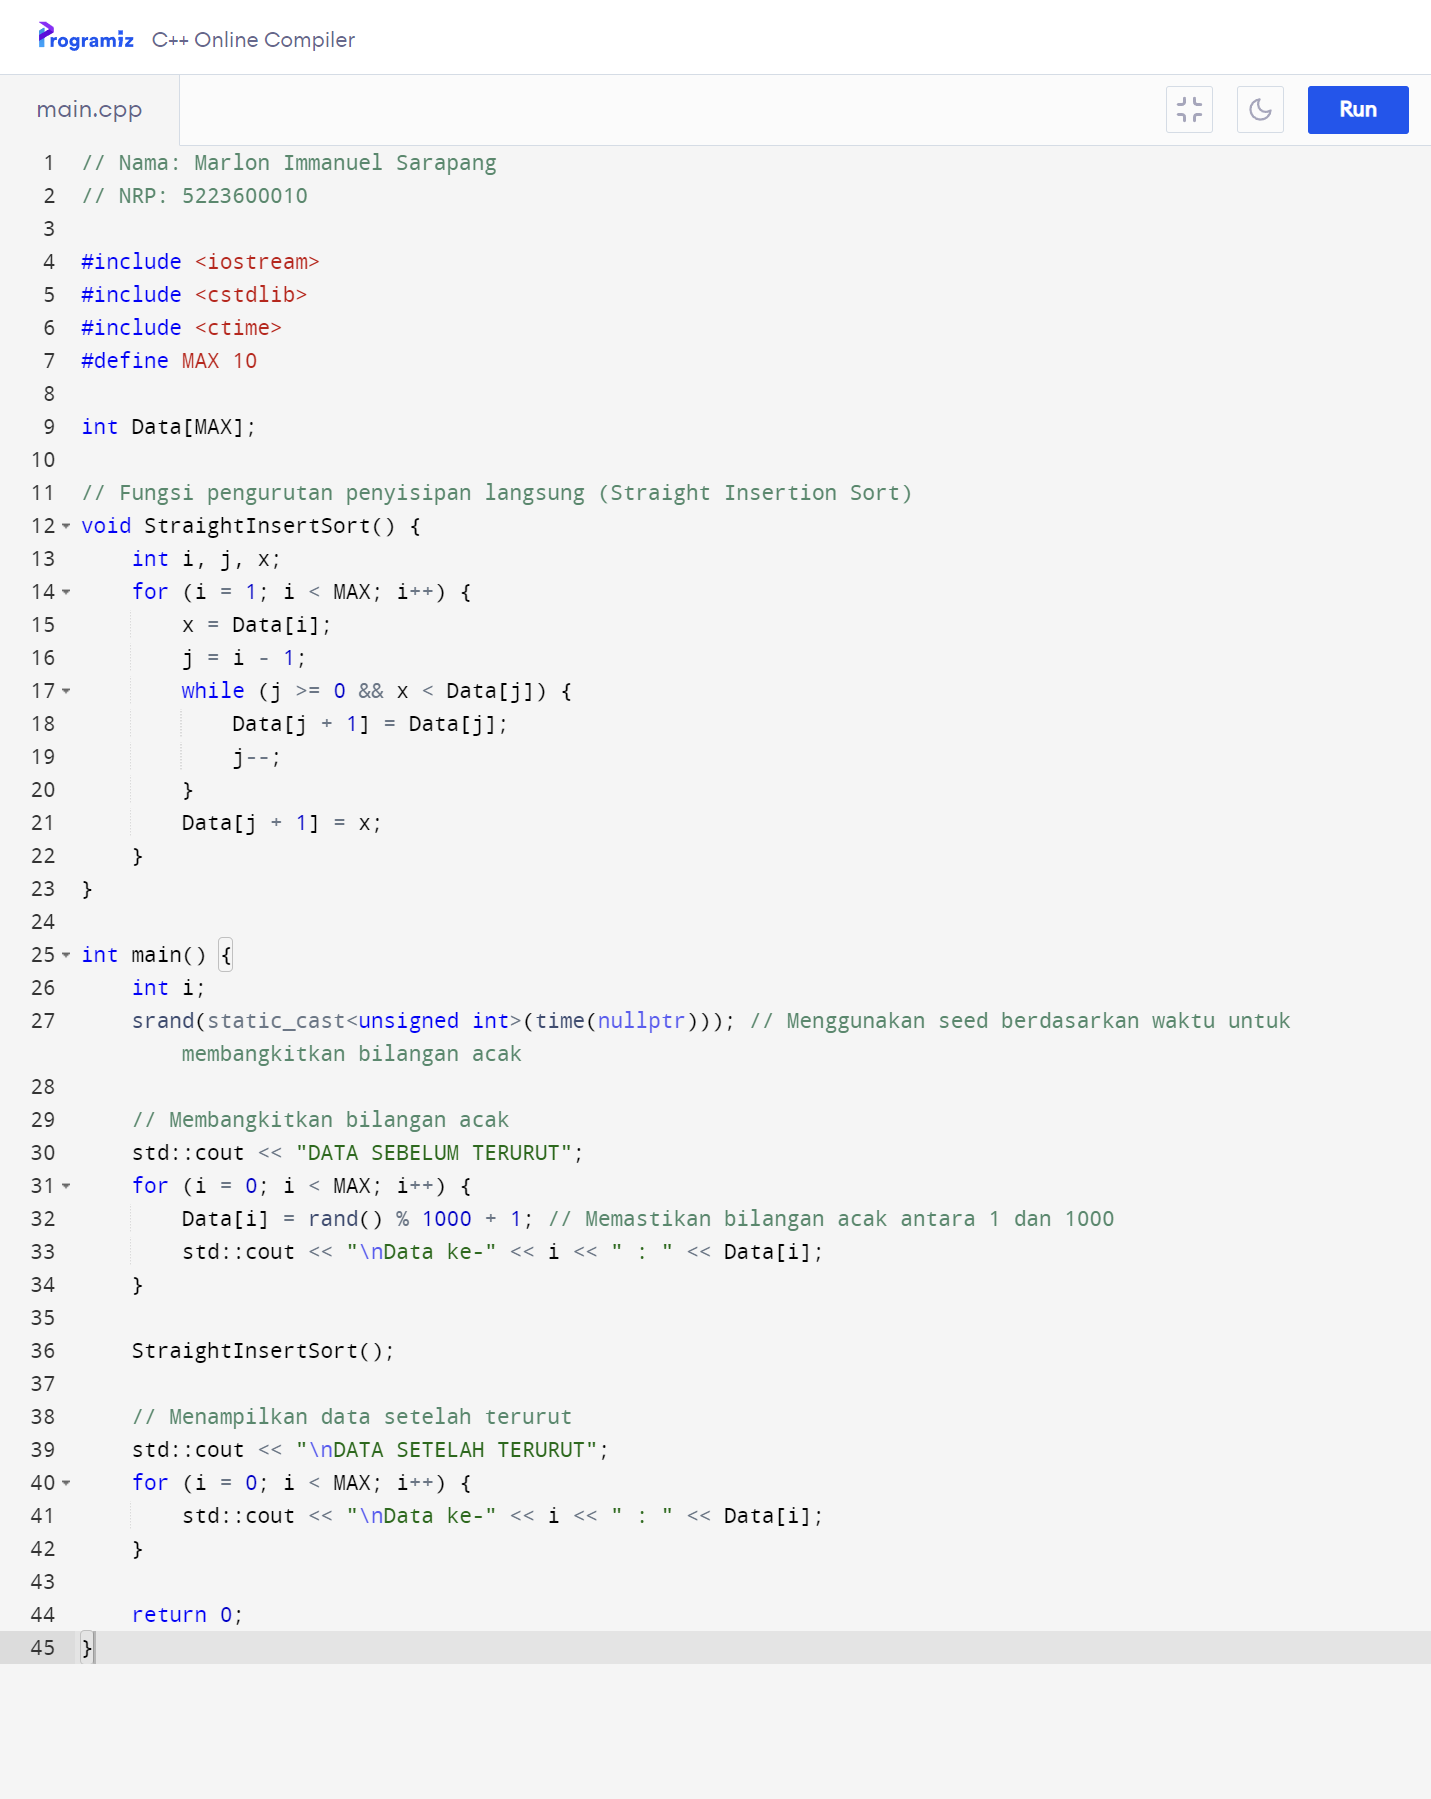 Programiz C++ Online Compiler
main.cpp Run
1 // Nama: Marlon Immanuel Sarapang
2 // NRP: 5223600010
3
4 #include <iostream>
5 #include <cstdlib>
6 #include <ctime>
7 #define MAX 10
8
9 int Data[MAX];
10
11 // Fungsi pengurutan penyisipan langsung (Straight Insertion Sort)
12 void StraightInsertSort() {
13     int i, j, x;
14     for (i = 1; i < MAX; i++) {
15         x = Data[i];
16         j = i - 1;
17         while (j >= 0 && x < Data[j]) {
18             Data[j + 1] = Data[j];
19             j--;
20         }
21         Data[j + 1] = x;
22     }
23 }
24
25 int main() {
26     int i;
27     srand(static_cast<unsigned int>(time(nullptr))); // Menggunakan seed berdasarkan waktu untuk
        membangkitkan bilangan acak
28
29     // Membangkitkan bilangan acak
30     std::cout << "DATA SEBELUM TERURUT";
31     for (i = 0; i < MAX; i++) {
32         Data[i] = rand() % 1000 + 1; // Memastikan bilangan acak antara 1 dan 1000
33         std::cout << "\nData ke-" << i << " : " << Data[i];
34     }
35
36     StraightInsertSort();
37
38     // Menampilkan data setelah terurut
39     std::cout << "\nDATA SETELAH TERURUT";
40     for (i = 0; i < MAX; i++) {
41         std::cout << "\nData ke-" << i << " : " << Data[i];
42     }
43
44     return 0;
45 }